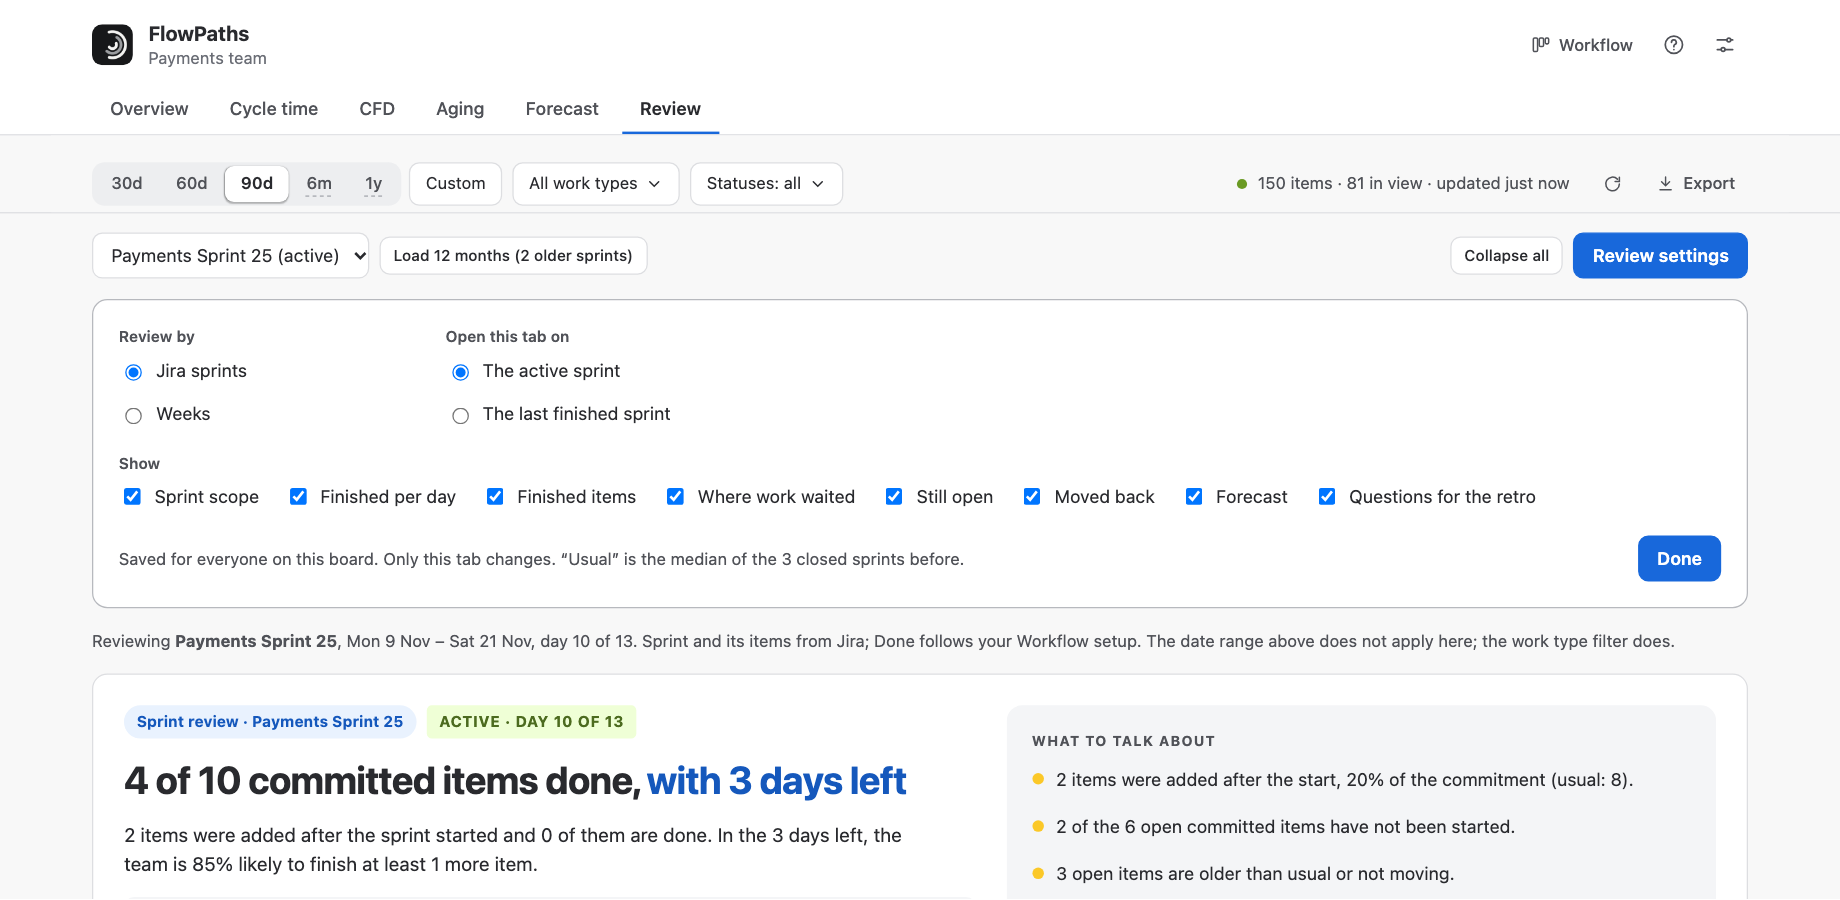 FlowPaths
Payments team
Workflow
Overview Cycle time CFD Aging Forecast Review
30d 60d 90d 6m 1y Custom All work types Statuses: all
150 items · 81 in view · updated just now Export
Payments Sprint 25 (active) Load 12 months (2 older sprints) Collapse all Review settings
Review by Open this tab on
Jira sprints The active sprint
Weeks The last finished sprint
Show
Sprint scope Finished per day Finished items Where work waited Still open Moved back Forecast Questions for the retro
Saved for everyone on this board. Only this tab changes. “Usual” is the median of the 3 closed sprints before. Done
Reviewing Payments Sprint 25, Mon 9 Nov – Sat 21 Nov, day 10 of 13. Sprint and its items from Jira; Done follows your Workflow setup. The date range above does not apply here; the work type filter does.
Sprint review · Payments Sprint 25 ACTIVE · DAY 10 OF 13
4 of 10 committed items done, with 3 days left
2 items were added after the sprint started and 0 of them are done. In the 3 days left, the
team is 85% likely to finish at least 1 more item.
WHAT TO TALK ABOUT
2 items were added after the start, 20% of the commitment (usual: 8).
2 of the 6 open committed items have not been started.
3 open items are older than usual or not moving.